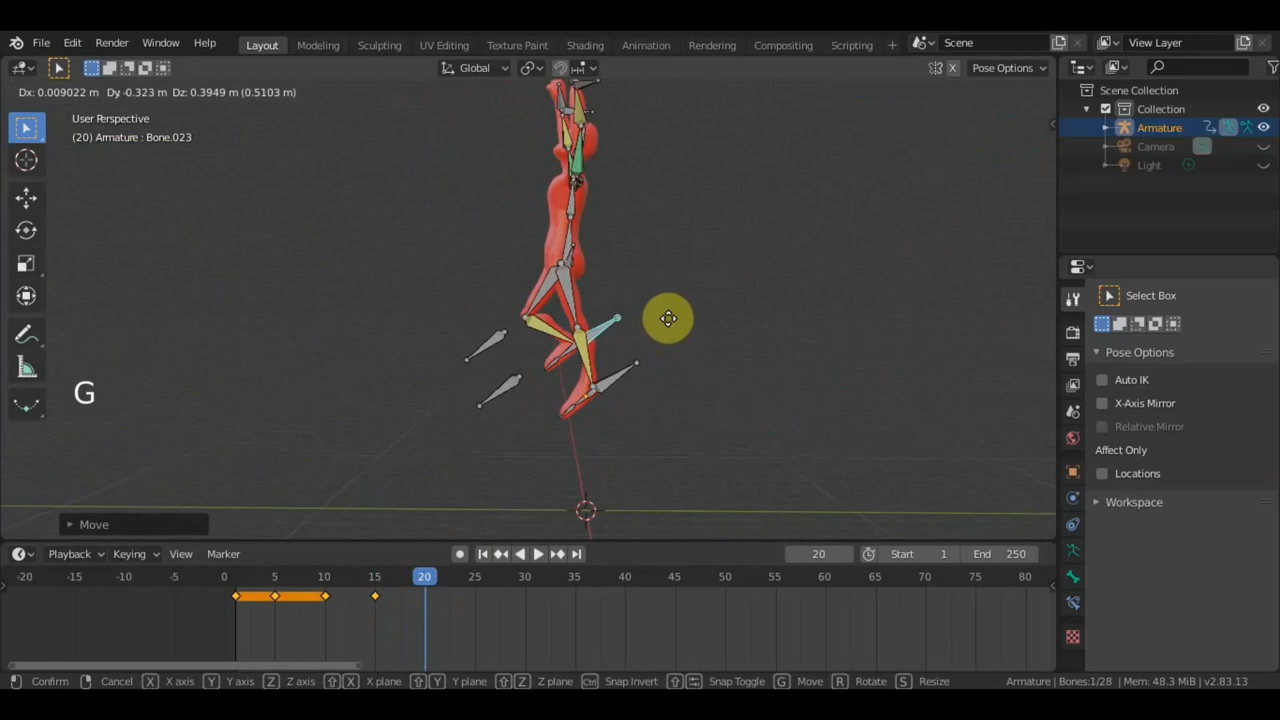 File Edit Render Window Help Layout Modeling Sculpting UV Editing Texture Paint Shading Animation Rendering Compositing Scripting + Scene View Layer
Global X Pose Options
Dx: 0.009022 m Dy -0.323 m Dz: 0.3949 m (0.5103 m)
User Perspective
(20) Armature : Bone.023
Scene Collection
Collection
Armature
Camera
Light
Select Box
Pose Options
Auto IK
X-Axis Mirror
Relative Mirror
Affect Only
Locations
Workspace
G
Move
Playback Keying View Marker 20 Start 1 End 250
-20 -15 -10 -5 0 5 10 15 20 25 30 35 40 45 50 55 60 65 70 75 80
Confirm Cancel X X axis Y Y axis Z Z axis X X plane Y Y plane Z Z plane Ctrl Snap Invert Snap Toggle G Move R Rotate S Resize Armature | Bones:1/28 | Mem: 48.3 MiB | v2.83.13